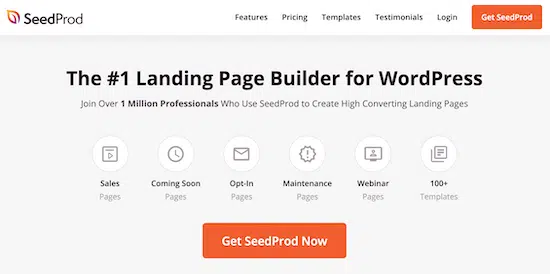 SeedProd
Features Pricing Templates Testimonials Login Get SeedProd
The #1 Landing Page Builder for WordPress
Join Over 1 Million Professionals Who Use SeedProd to Create High Converting Landing Pages
Sales Coming Soon Opt-In Maintenance Webinar 100+
Pages Pages Pages Pages Pages Templates
Get SeedProd Now